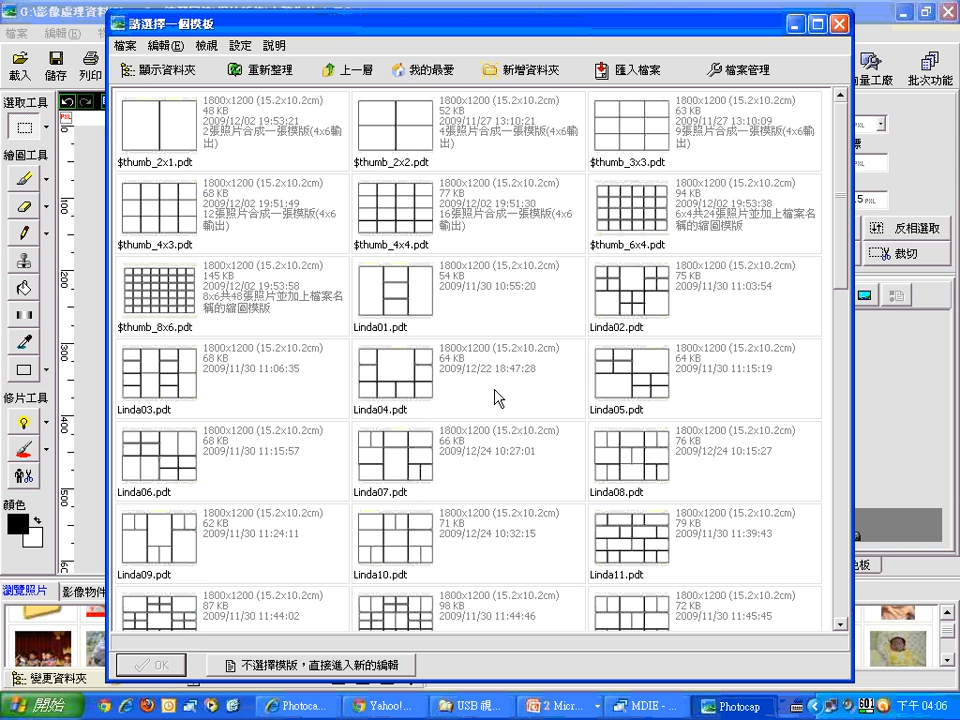 請選擇一個模板
檔案 編輯(E) 檢視 設定 說明
顯示資料夾 重新整理 上一層 我的最愛 新增資料夾 匯入檔案 檔案管理
載入 儲存 列印
批次功能
選取工具
繪圖工具
修片工具
顏色
反相選取
裁切
1800x1200 (15.2x10.2cm)
48 KB
2009/12/02 19:53:21
2張照片合成一張模版(4x6輸
出)
$thumb_2x1.pdt
1800x1200 (15.2x10.2cm)
52 KB
2009/11/27 13:10:21
4張照片合成一張模版(4x6輸
出)
$thumb_2x2.pdt
1800x1200 (15.2x10.2cm)
63 KB
2009/11/27 13:10:09
9張照片合成一張模版(4x6輸
出)
$thumb_3x3.pdt
1800x1200 (15.2x10.2cm)
68 KB
2009/12/02 19:51:49
12張照片合成一張模版(4x6
輸出)
$thumb_4x3.pdt
1800x1200 (15.2x10.2cm)
77 KB
2009/12/02 19:51:30
16張照片合成一張模版(4x6
輸出)
$thumb_4x4.pdt
1800x1200 (15.2x10.2cm)
94 KB
2009/12/02 19:53:38
6x4共24張照片並加上檔案名
稱的縮圖模版
$thumb_6x4.pdt
1800x1200 (15.2x10.2cm)
145 KB
2009/12/02 19:53:58
8x6共48張照片並加上檔案名
稱的縮圖模版
$thumb_8x6.pdt
1800x1200 (15.2x10.2cm)
54 KB
2009/11/30 10:55:20
Linda01.pdt
1800x1200 (15.2x10.2cm)
75 KB
2009/11/30 11:03:54
Linda02.pdt
1800x1200 (15.2x10.2cm)
68 KB
2009/11/30 11:06:35
Linda03.pdt
1800x1200 (15.2x10.2cm)
64 KB
2009/12/22 18:47:28
Linda04.pdt
1800x1200 (15.2x10.2cm)
64 KB
2009/11/30 11:15:19
Linda05.pdt
1800x1200 (15.2x10.2cm)
68 KB
2009/11/30 11:15:57
Linda06.pdt
1800x1200 (15.2x10.2cm)
66 KB
2009/12/24 10:27:01
Linda07.pdt
1800x1200 (15.2x10.2cm)
76 KB
2009/12/24 10:15:27
Linda08.pdt
1800x1200 (15.2x10.2cm)
62 KB
2009/11/30 11:24:11
Linda09.pdt
1800x1200 (15.2x10.2cm)
71 KB
2009/12/24 10:32:15
Linda10.pdt
1800x1200 (15.2x10.2cm)
79 KB
2009/11/30 11:39:43
Linda11.pdt
1800x1200 (15.2x10.2cm)
87 KB
2009/11/30 11:44:02
1800x1200 (15.2x10.2cm)
98 KB
2009/11/30 11:44:46
1800x1200 (15.2x10.2cm)
72 KB
2009/11/30 11:45:45
OK 不選擇模版，直接進入新的編輯
瀏覽照片 影像物件
變更資料夾
開始 Photoca... Yahoo!... USB 視... 2 Micr... MDIE - ... Photocap 下午 04:06